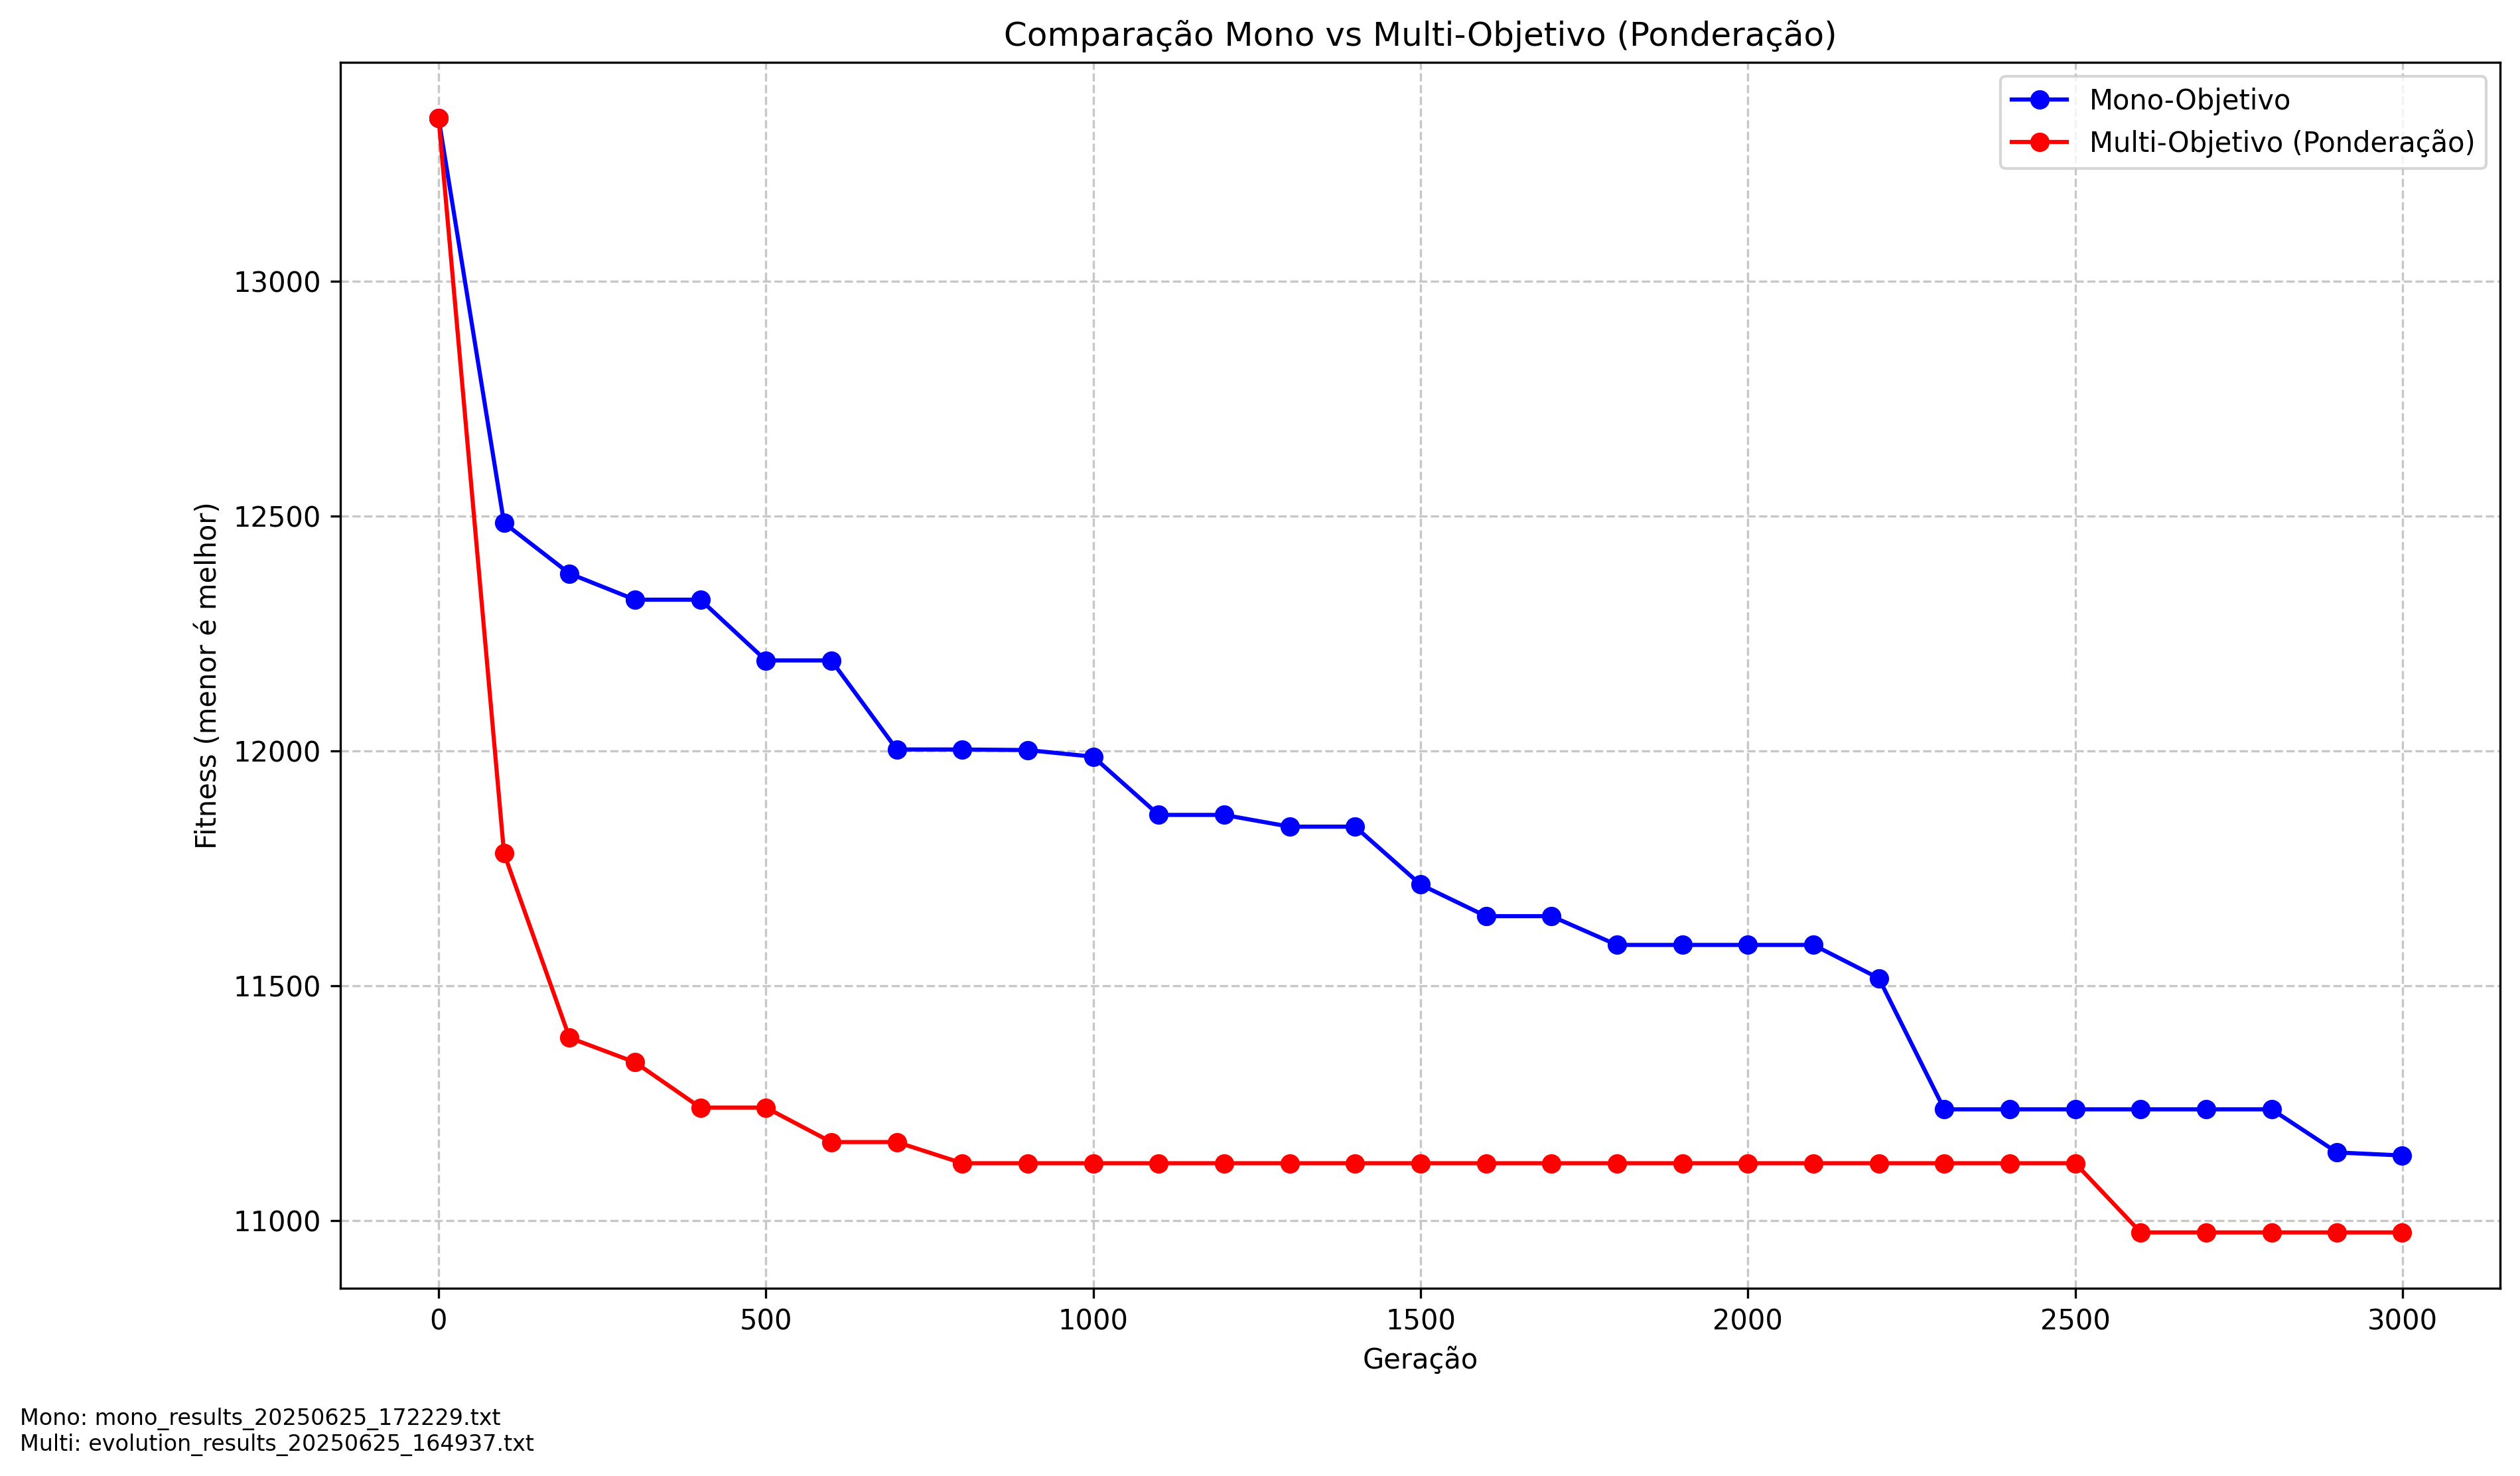 Comparação Mono vs Multi-Objetivo (Ponderação)
Mono-Objetivo
Multi-Objetivo (Ponderação)
Fitness (menor é melhor)
13000
12500
12000
11500
11000
0 500 1000 1500 2000 2500 3000
Geração
Mono: mono_results_20250625_172229.txt
Multi: evolution_results_20250625_164937.txt